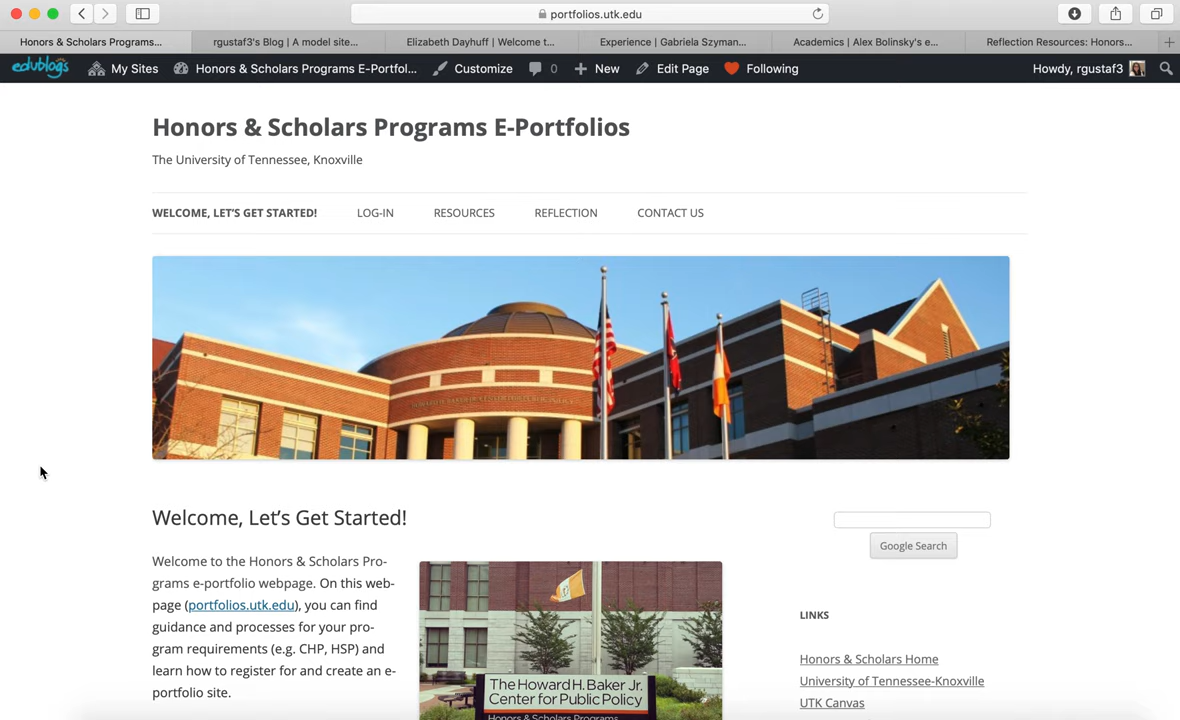 portfolios.utk.edu
Honors & Scholars Programs...
rgustaf3's Blog | A model site...
Elizabeth Dayhuff | Welcome t...
Experience | Gabriela Szyman...
Academics | Alex Bolinsky's e...
Reflection Resources: Honors...
edublogs
My Sites
Honors & Scholars Programs E-Portfol...
Customize
0
New
Edit Page
Following
Howdy, rgustaf3
Honors & Scholars Programs E-Portfolios
The University of Tennessee, Knoxville
WELCOME, LET'S GET STARTED!
LOG-IN
RESOURCES
REFLECTION
CONTACT US
Welcome, Let's Get Started!
Welcome to the Honors & Scholars Pro-
grams e-portfolio webpage. On this web-
page (portfolios.utk.edu), you can find
guidance and processes for your pro-
gram requirements (e.g. CHP, HSP) and
learn how to register for and create an e-
portfolio site.
The Howard H. Baker Jr.
Center for Public Policy
Honors & Scholars Programs
Google Search
LINKS
Honors & Scholars Home
University of Tennessee-Knoxville
UTK Canvas